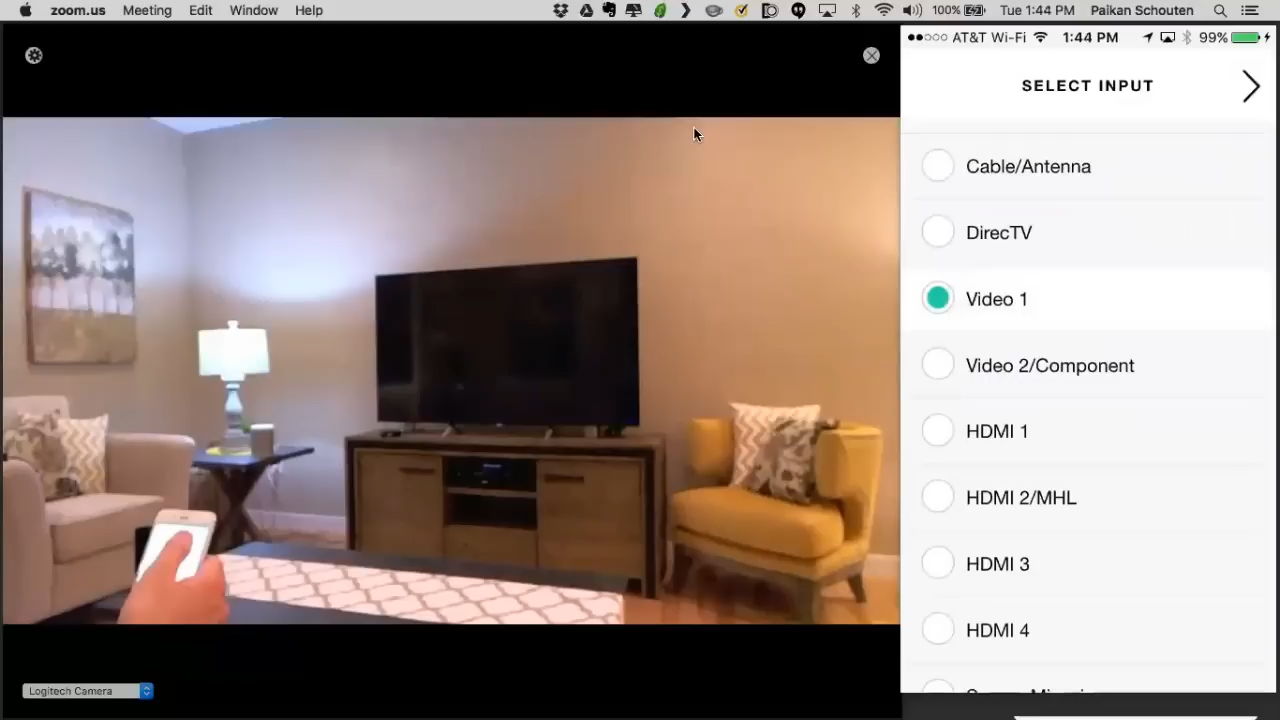 zoom.us Meeting Edit Window Help 100% Tue 1:44 PM Paikan Schouten
AT&T Wi-Fi 1:44 PM 99%
SELECT INPUT
Cable/Antenna
DirecTV
Video 1
Video 2/Component
HDMI 1
HDMI 2/MHL
HDMI 3
HDMI 4
Logitech Camera